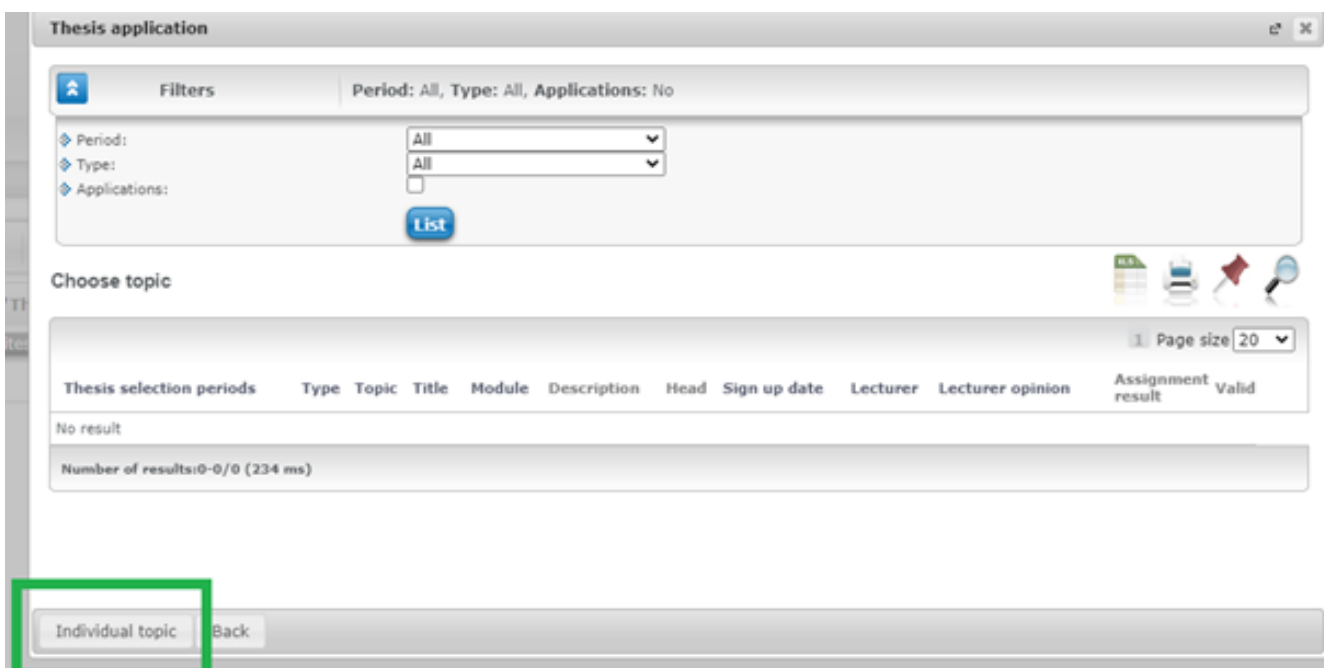 Thesis application
Filters Period: All, Type: All, Applications: No
Period: All
Type: All
Applications:
List
Choose topic
1 Page size 20
Thesis selection periods Type Topic Title Module Description Head Sign up date Lecturer Lecturer opinion Assignment result Valid
No result
Number of results:0-0/0 (234 ms)
Individual topic Back